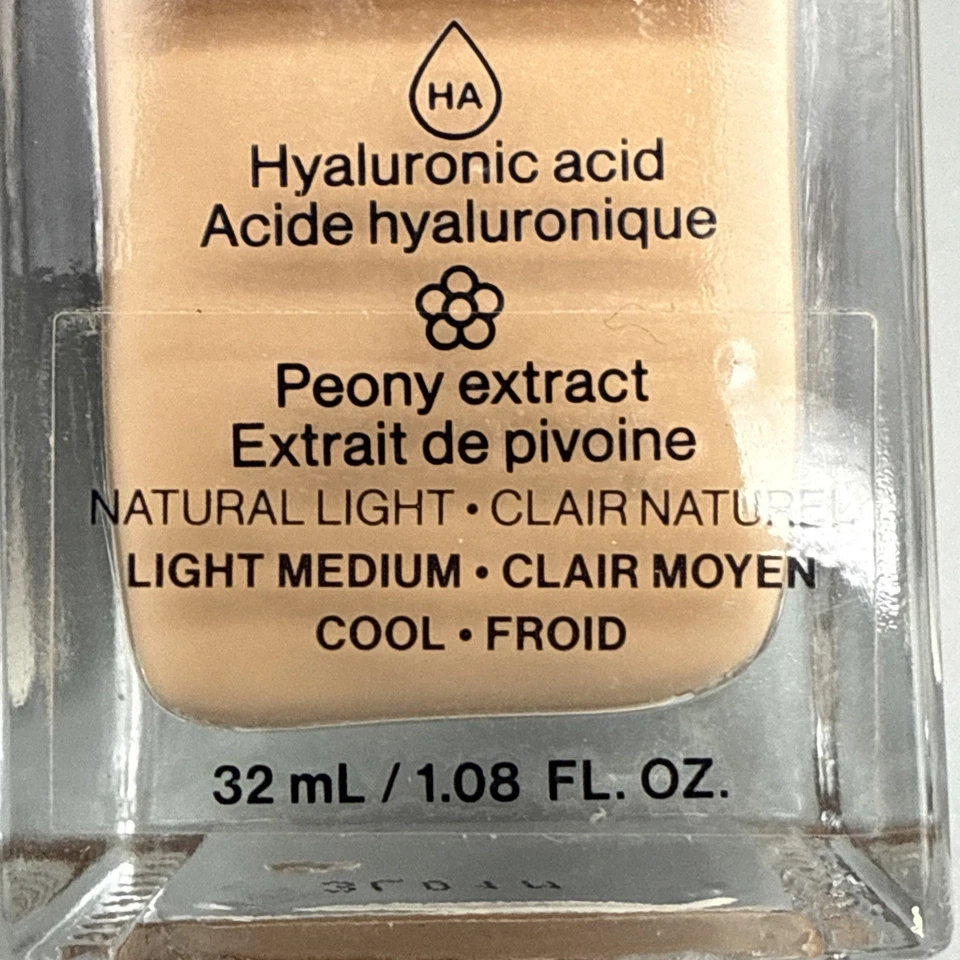 HA
Hyaluronic acid
Acide hyaluronique
Peony extract
Extrait de pivoine
NATURAL LIGHT • CLAIR NATUREL
LIGHT MEDIUM • CLAIR MOYEN
COOL • FROID
32 mL / 1.08 FL. OZ.